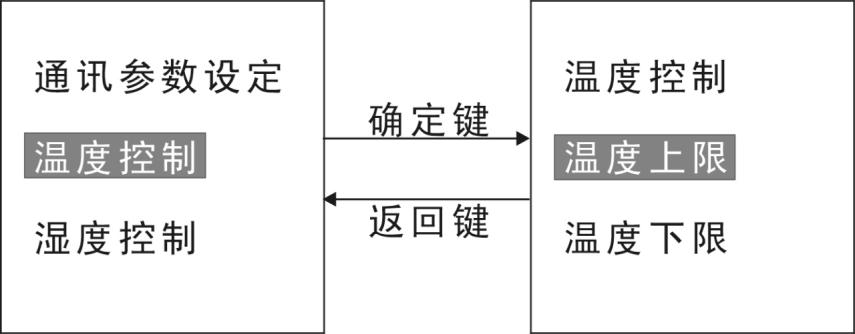 通讯参数设定
温度控制
湿度控制
确定键
返回键
温度控制
温度上限
温度下限